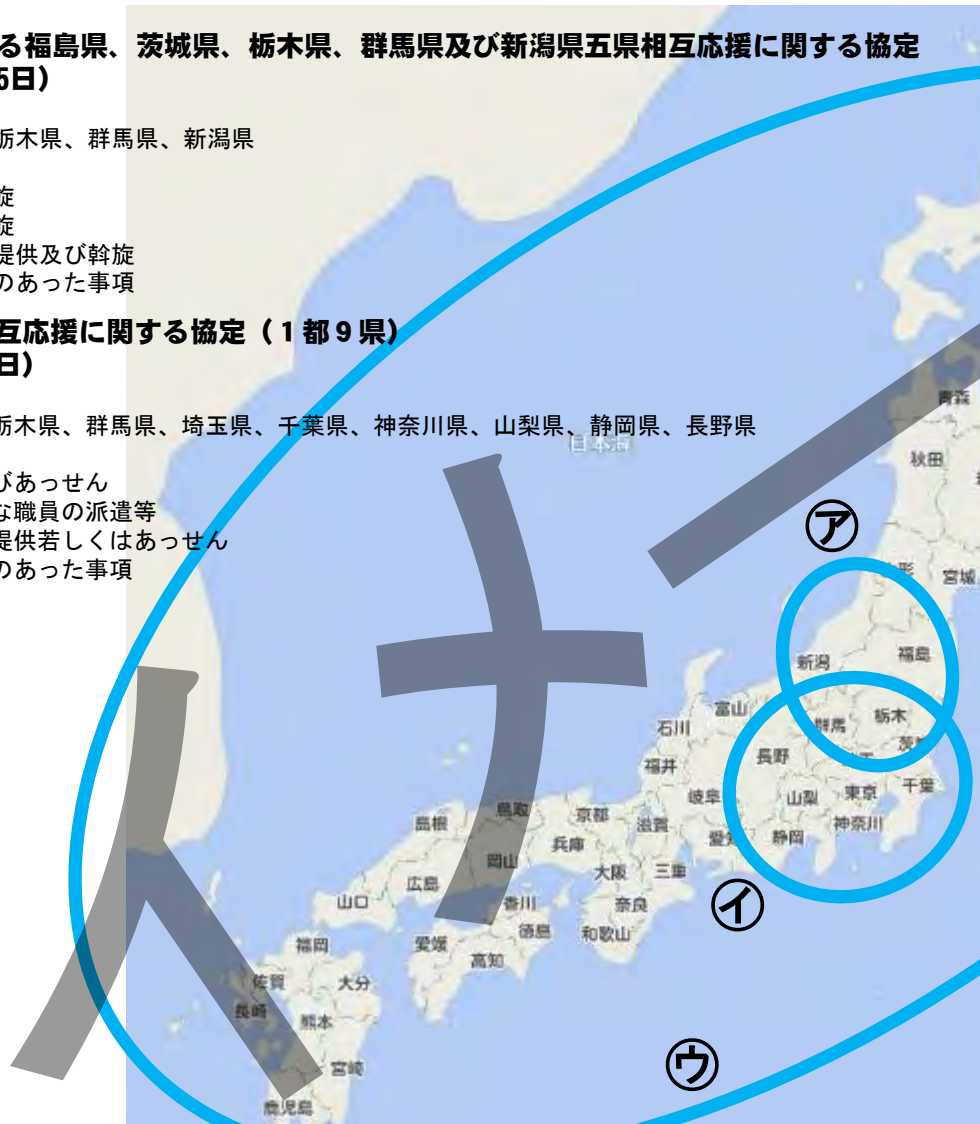 る福島県、茨城県、栃木県、群馬県及び新潟県五県相互応援に関する協定
5日）
栃木県、群馬県、新潟県
旋
旋
提供及び斡旋
のあった事項
互応援に関する協定（１都９県）
日）
栃木県、群馬県、埼玉県、千葉県、神奈川県、山梨県、静岡県、長野県
びあっせん
な職員の派遣等
提供若しくはあっせん
のあった事項
日本海
青森
秋田
㋐
宮城
新潟
福島
富山
石川
群馬
栃木
長野
福井
千葉
岐阜
山梨
東京
鳥取
京都
島根
滋賀
神奈川
愛知
静岡
兵庫
岡山
大阪
三重
広島
山口
香川
奈良
㋑
徳島
和歌山
福岡
愛媛
高知
佐賀
大分
長崎
熊本
宮崎
㋒
鹿児島